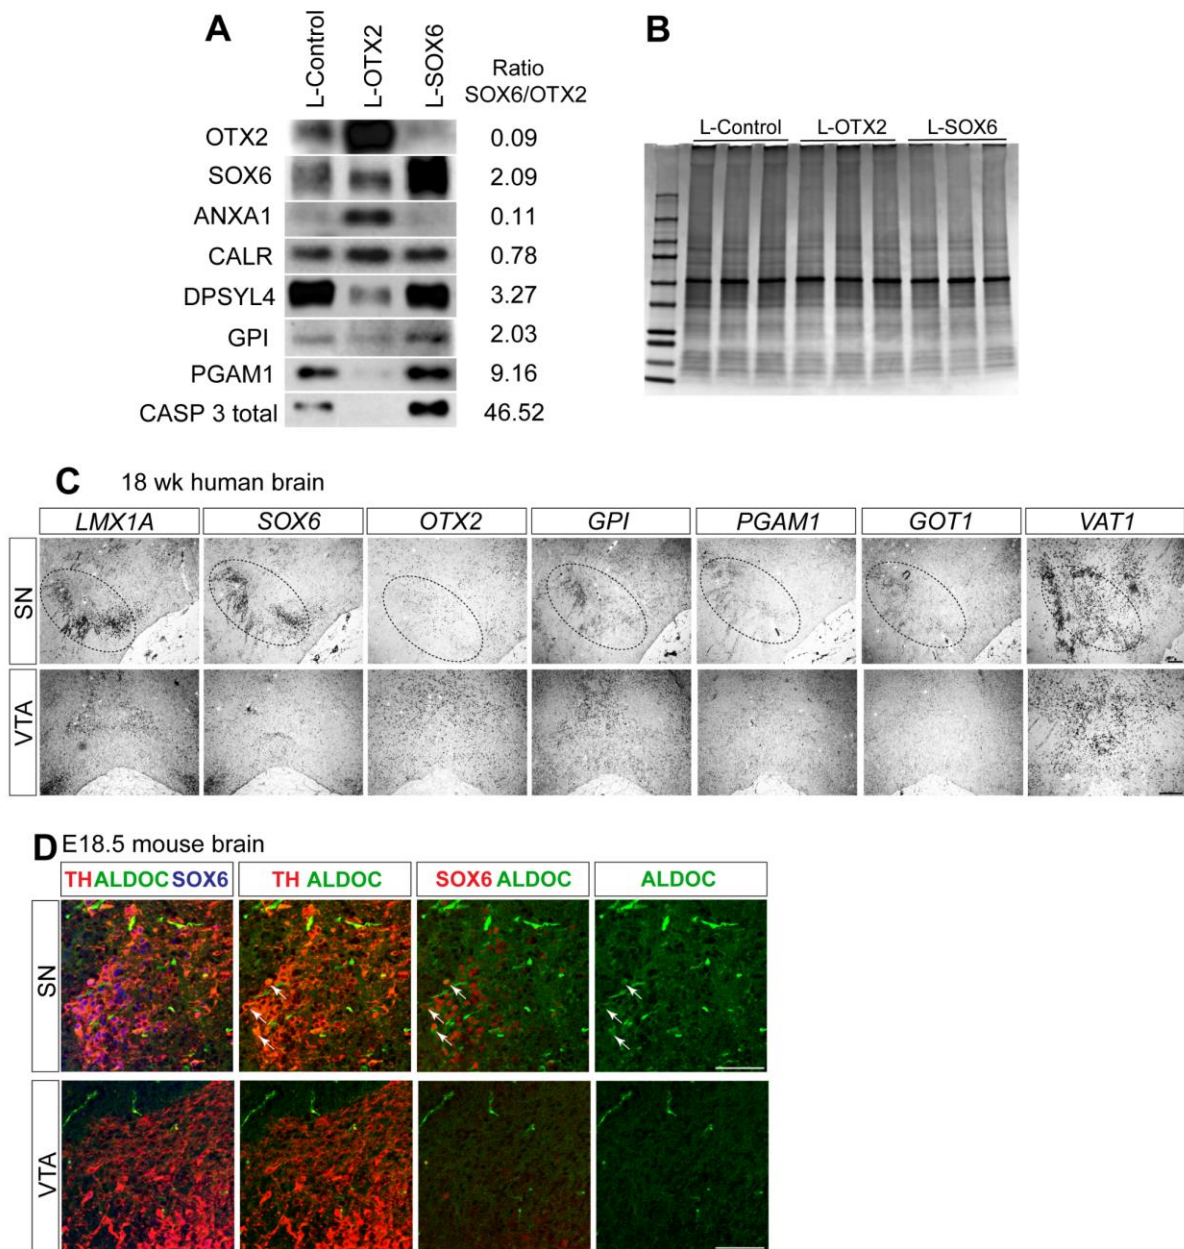 A
L-Control
L-OTX2
L-SOX6
Ratio
SOX6/OTX2
OTX2 0.09
SOX6 2.09
ANXA1 0.11
CALR 0.78
DPSYL4 3.27
GPI 2.03
PGAM1 9.16
CASP 3 total 46.52
B
L-Control L-OTX2 L-SOX6
C 18 wk human brain
LMX1A SOX6 OTX2 GPI PGAM1 GOT1 VAT1
SN
VTA
D E18.5 mouse brain
TH ALDOC SOX6 TH ALDOC SOX6 ALDOC ALDOC
SN
VTA